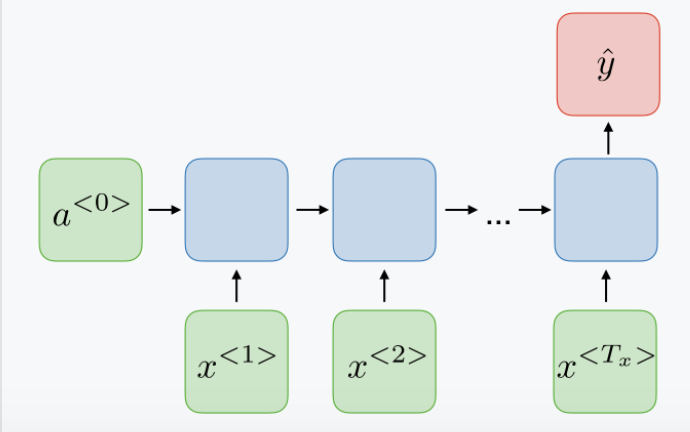 ŷ
a<0>
...
x<1> x<2> x<Tₓ>